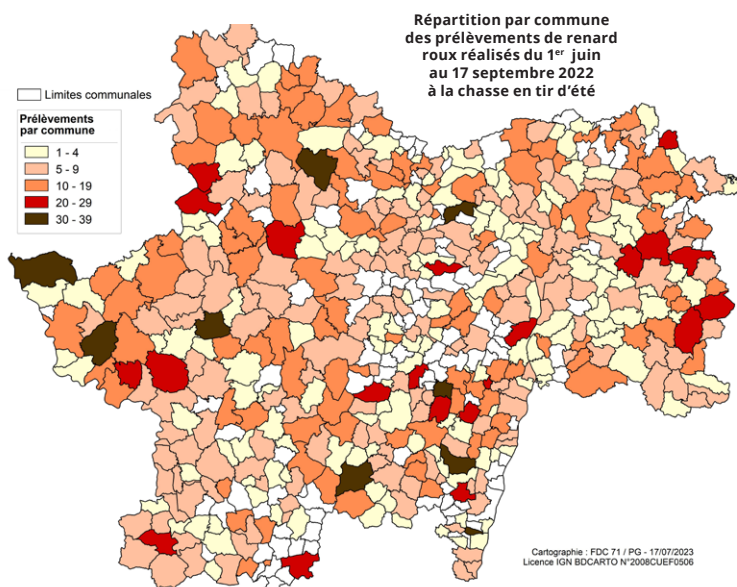 Répartition par commune
des prélèvements de renard
roux réalisés du 1er juin
au 17 septembre 2022
à la chasse en tir d'été
Limites communales
Prélèvements
par commune
1 - 4
5 - 9
10 - 19
20 - 29
30 - 39
Cartographie : FDC 71 / PG - 17/07/2023
Licence IGN BDCARTO N°2008CUEF0506